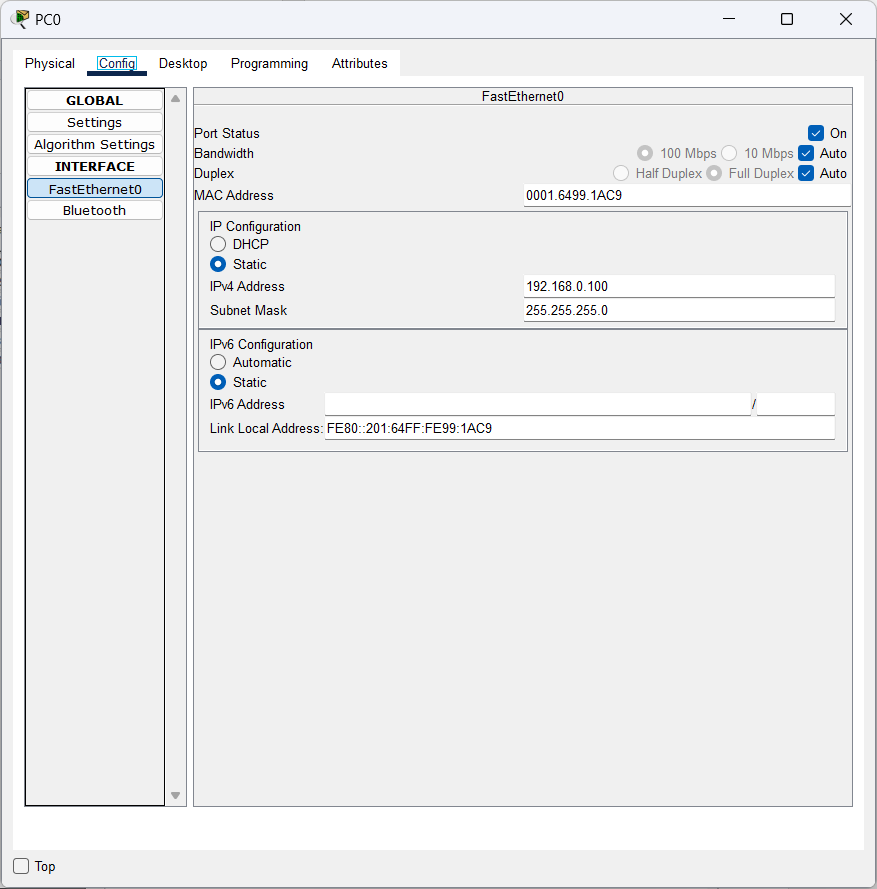 PC0
Physical Config Desktop Programming Attributes
GLOBAL
Settings
Algorithm Settings
INTERFACE
FastEthernet0
Bluetooth
FastEthernet0
Port Status On
Bandwidth 100 Mbps 10 Mbps Auto
Duplex Half Duplex Full Duplex Auto
MAC Address 0001.6499.1AC9
IP Configuration
DHCP
Static
IPv4 Address 192.168.0.100
Subnet Mask 255.255.255.0
IPv6 Configuration
Automatic
Static
IPv6 Address /
Link Local Address: FE80::201:64FF:FE99:1AC9
Top